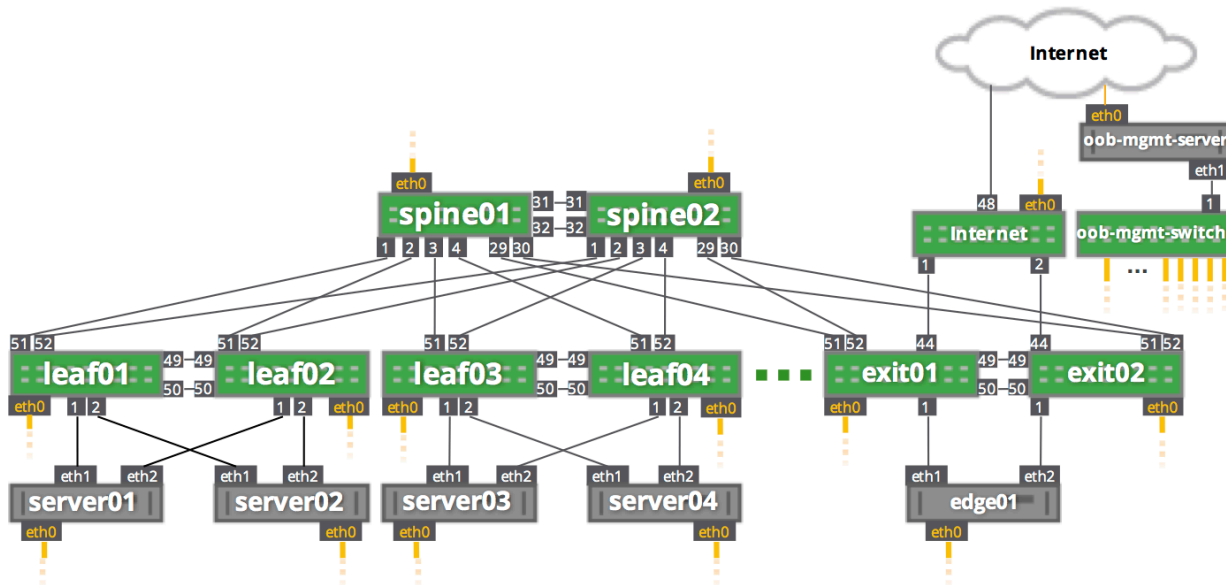 Internet
eth0
oob-mgmt-server
eth1
eth0 eth0 eth0
48 1
spine01 31 31 spine02
32 32
Internet oob-mgmt-switch
1 2 3 4 29 30 1 2 3 4 29 30
1 2 ...
51 52 51 52 51 52 51 52 51 52 44 44 51 52
leaf01 49 49 leaf02 leaf03 49 49 leaf04 exit01 49 49 exit02
50 50 50 50 50 50
eth0 1 2 1 2 eth0 eth0 1 2 1 2 eth0 eth0 1 1 eth0
eth1 eth2 eth1 eth2 eth1 eth2 eth1 eth2 eth1 eth2
server01 server02 server03 server04 edge01
eth0 eth0 eth0 eth0 eth0